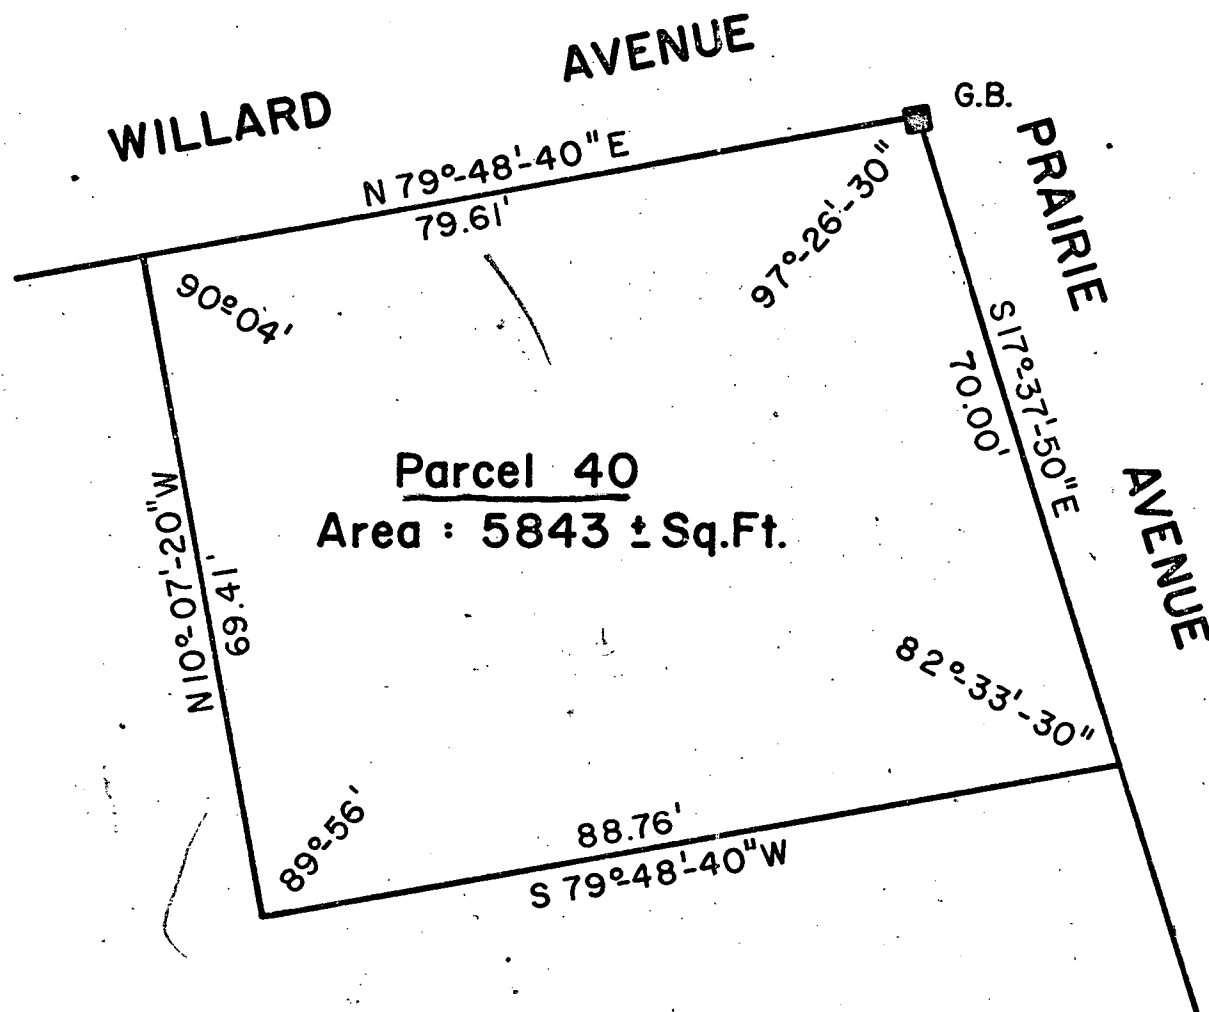 WILLARD AVENUE
G.B.
PRAIRIE AVENUE
N 79°-48'-40" E
79.61'
97°-26'-30"
90°04'
S 17°-37'-50" E
70.00'
Parcel 40
Area : 5843 ± Sq.Ft.
N 10°-07'-20" W
69.41'
82°-33'-30"
89°-56'
88.76'
S 79°-48'-40" W